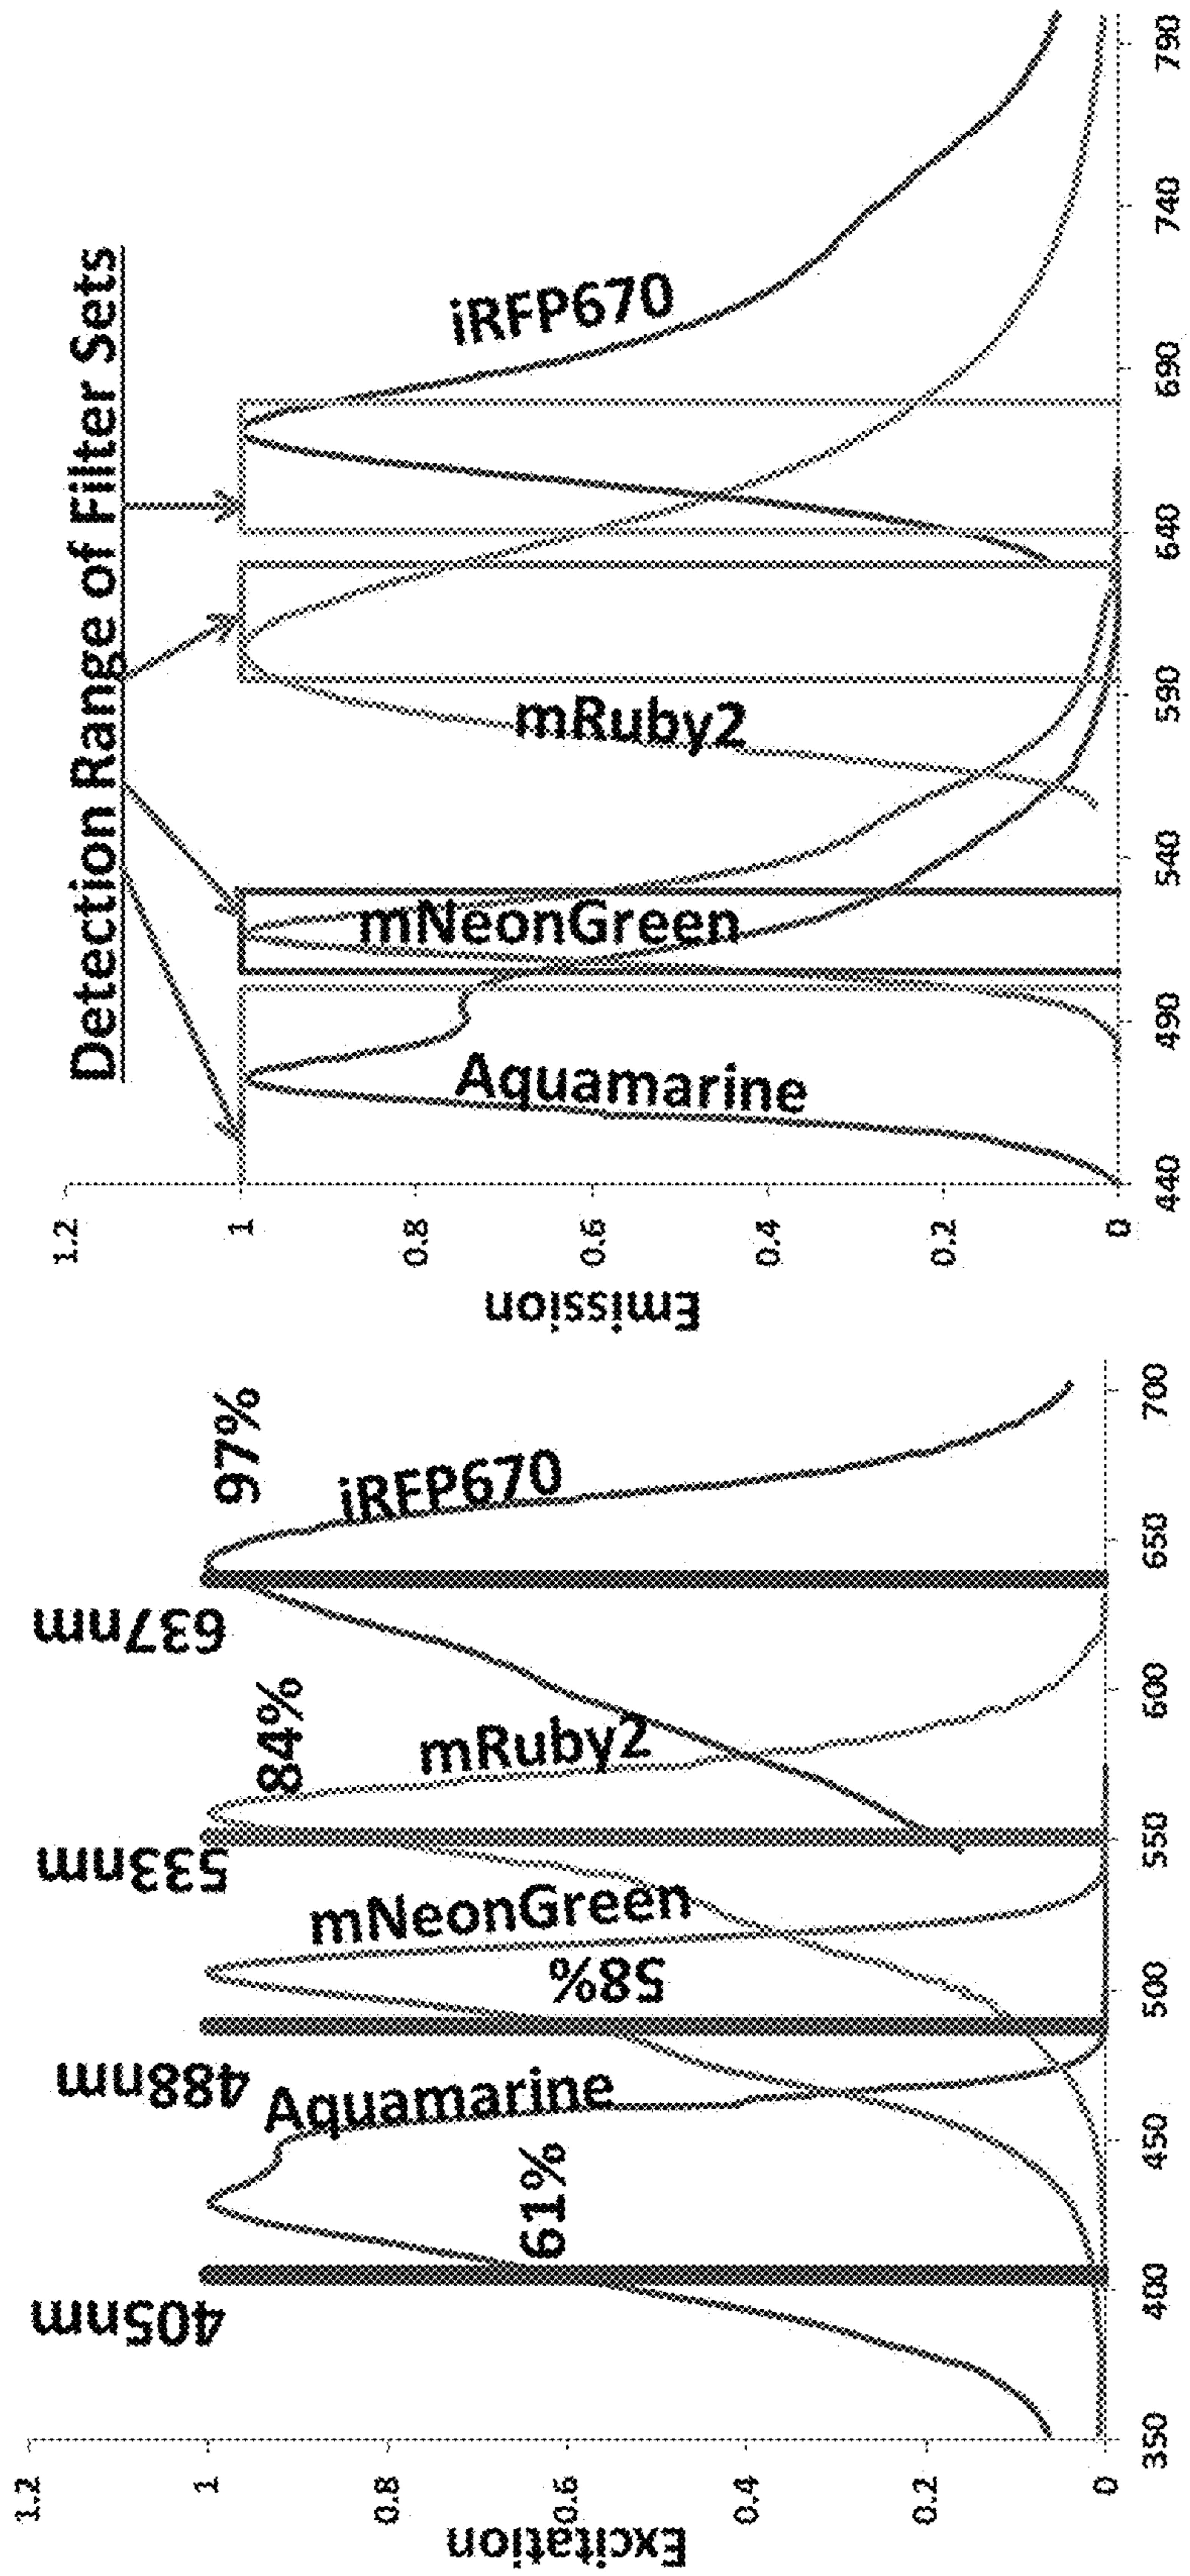 Excitation
1.2
1
0.8
0.6
0.4
0.2
0
350
400
450
500
550
600
650
700
405nm
488nm
533nm
637nm
61%
58%
84%
97%
Aquamarine
mNeonGreen
mRuby2
iRFP670
Detection Range of Filter Sets
Emission
1.2
1
0.8
0.6
0.4
0.2
0
440
490
540
590
640
690
740
790
Aquamarine
mNeonGreen
mRuby2
iRFP670